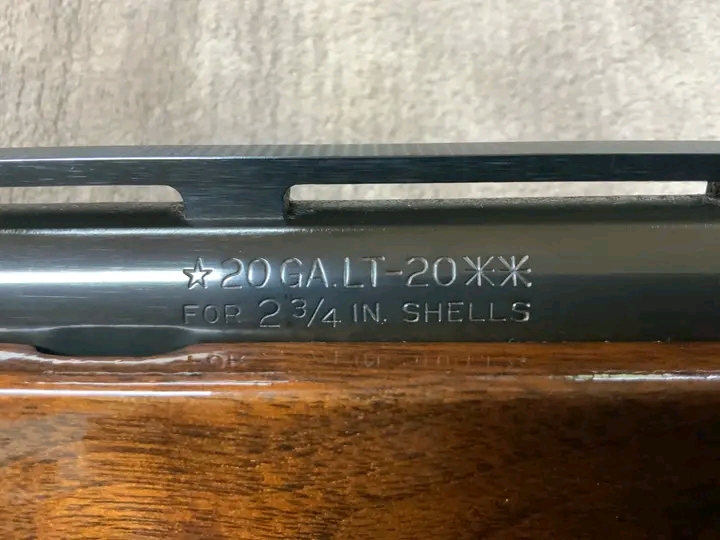 ☆20 GA. LT-20✳✳
FOR 2 3/4 IN. SHELLS